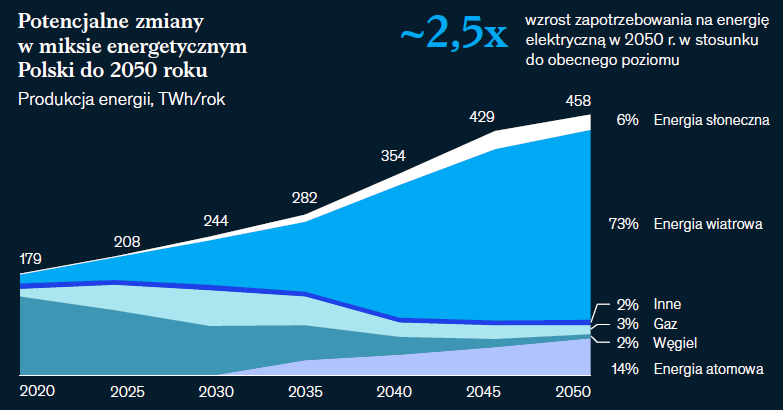 Potencjalne zmiany
w miksie energetycznym
Polski do 2050 roku
Produkcja energii, TWh/rok
~2,5x
wzrost zapotrzebowania na energię
elektryczną w 2050 r. w stosunku
do obecnego poziomu
179
208
244
282
354
429
458
6% Energia słoneczna
73% Energia wiatrowa
2% Inne
3% Gaz
2% Węgiel
14% Energia atomowa
2020 2025 2030 2035 2040 2045 2050